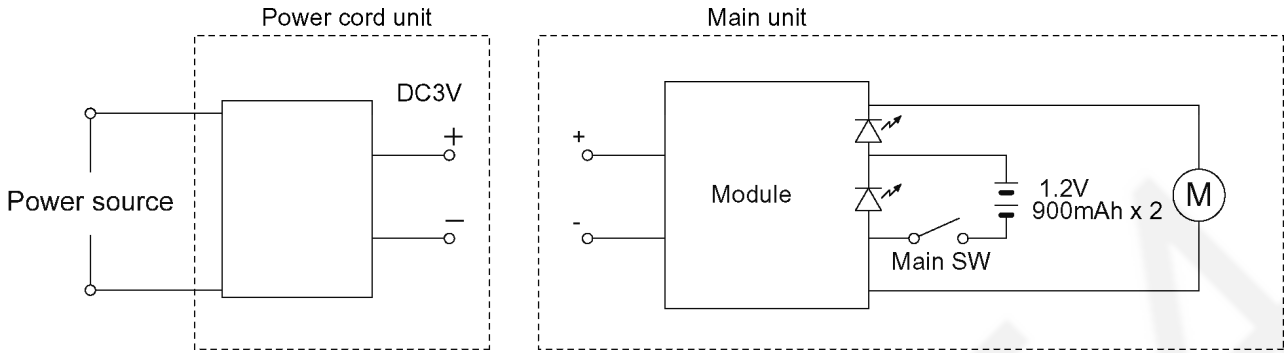 Power cord unit
Main unit
DC3V
+
−
Power source
+
-
Module
1.2V
900mAh x 2
M
Main SW